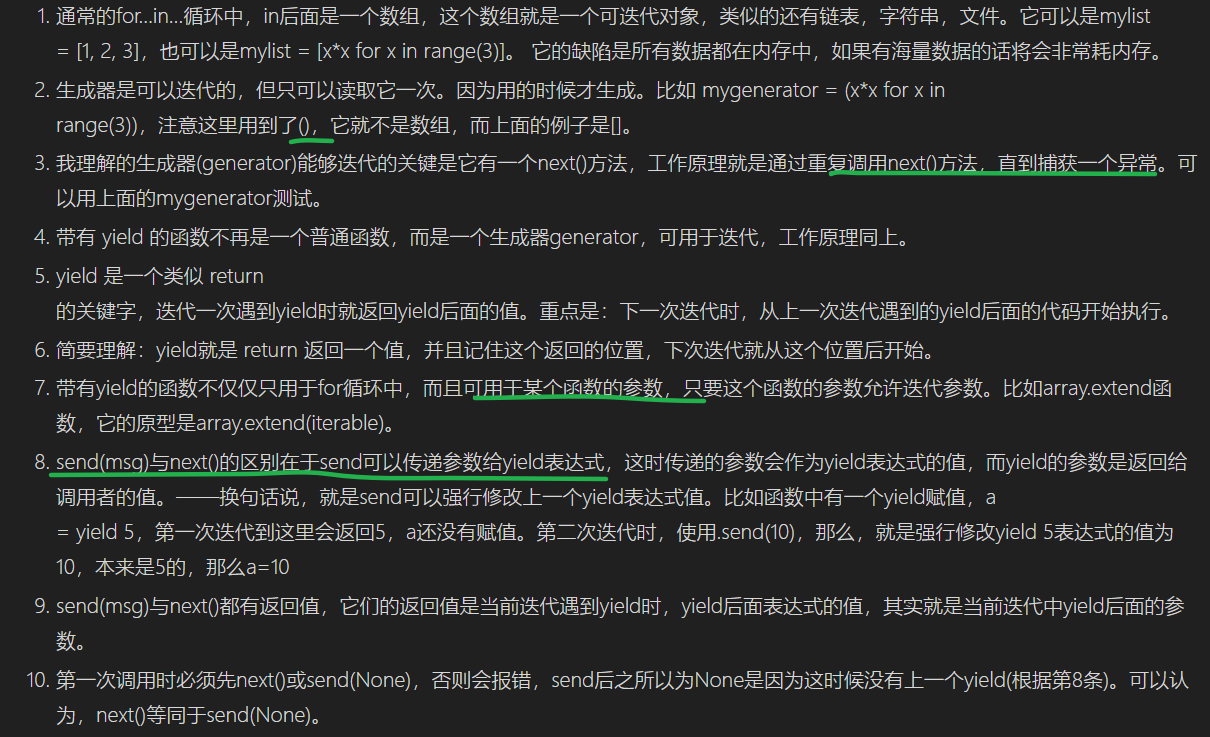 1. 通常的for...in...循环中，in后面是一个数组，这个数组就是一个可迭代对象，类似的还有链表，字符串，文件。它可以是mylist
= [1, 2, 3]，也可以是mylist = [x*x for x in range(3)]。 它的缺陷是所有数据都在内存中，如果有海量数据的话将会非常耗内存。
2. 生成器是可以迭代的，但只可以读取它一次。因为用的时候才生成。比如 mygenerator = (x*x for x in
range(3))，注意这里用到了()，它就不是数组，而上面的例子是[]。
3. 我理解的生成器(generator)能够迭代的关键是它有一个next()方法，工作原理就是通过重复调用next()方法，直到捕获一个异常。可
以用上面的mygenerator测试。
4. 带有 yield 的函数不再是一个普通函数，而是一个生成器generator，可用于迭代，工作原理同上。
5. yield 是一个类似 return
的关键字，迭代一次遇到yield时就返回yield后面的值。重点是：下一次迭代时，从上一次迭代遇到的yield后面的代码开始执行。
6. 简要理解：yield就是 return 返回一个值，并且记住这个返回的位置，下次迭代就从这个位置后开始。
7. 带有yield的函数不仅仅只用于for循环中，而且可用于某个函数的参数，只要这个函数的参数允许迭代参数。比如array.extend函
数，它的原型是array.extend(iterable)。
8. send(msg)与next()的区别在于send可以传递参数给yield表达式，这时传递的参数会作为yield表达式的值，而yield的参数是返回给
调用者的值。——换句话说，就是send可以强行修改上一个yield表达式值。比如函数中有一个yield赋值，a
= yield 5，第一次迭代到这里会返回5，a还没有赋值。第二次迭代时，使用.send(10)，那么，就是强行修改yield 5表达式的值为
10，本来是5的，那么a=10
9. send(msg)与next()都有返回值，它们的返回值是当前迭代遇到yield时，yield后面表达式的值，其实就是当前迭代中yield后面的参
数。
10. 第一次调用时必须先next()或send(None)，否则会报错，send后之所以为None是因为这时候没有上一个yield(根据第8条)。可以认
为，next()等同于send(None)。